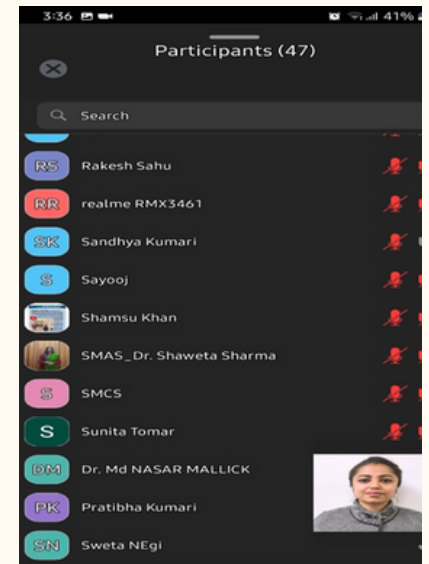 3:36 41%
Participants (47)
Search
RS Rakesh Sahu
RR realme RMX3461
SK Sandhya Kumari
S Sayooj
Shamsu Khan
SMAS_Dr. Shaweta Sharma
S SMCS
S Sunita Tomar
DM Dr. Md NASAR MALLICK
PK Pratibha Kumari
SN Sweta NEgi